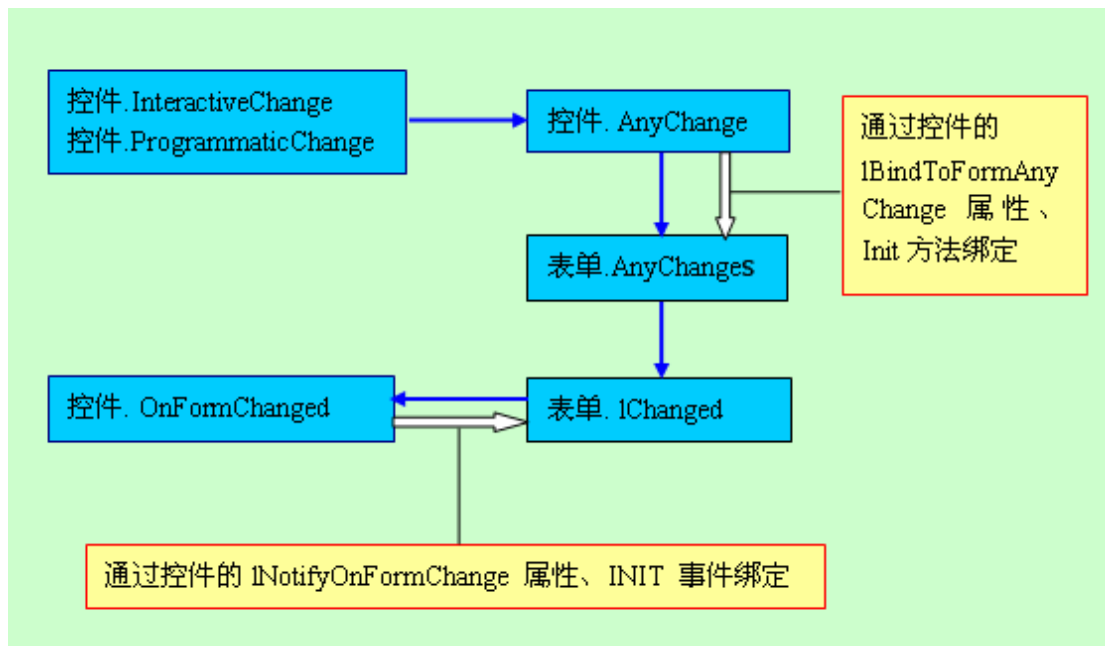 控件.InteractiveChange
控件.ProgrammaticChange
控件. AnyChange
通过控件的
lBindToFormAny
Change 属性、
Init 方法绑定
表单.AnyChanges
控件. OnFormChanged
表单. lChanged
通过控件的 lNotifyOnFormChange 属性、INIT 事件绑定